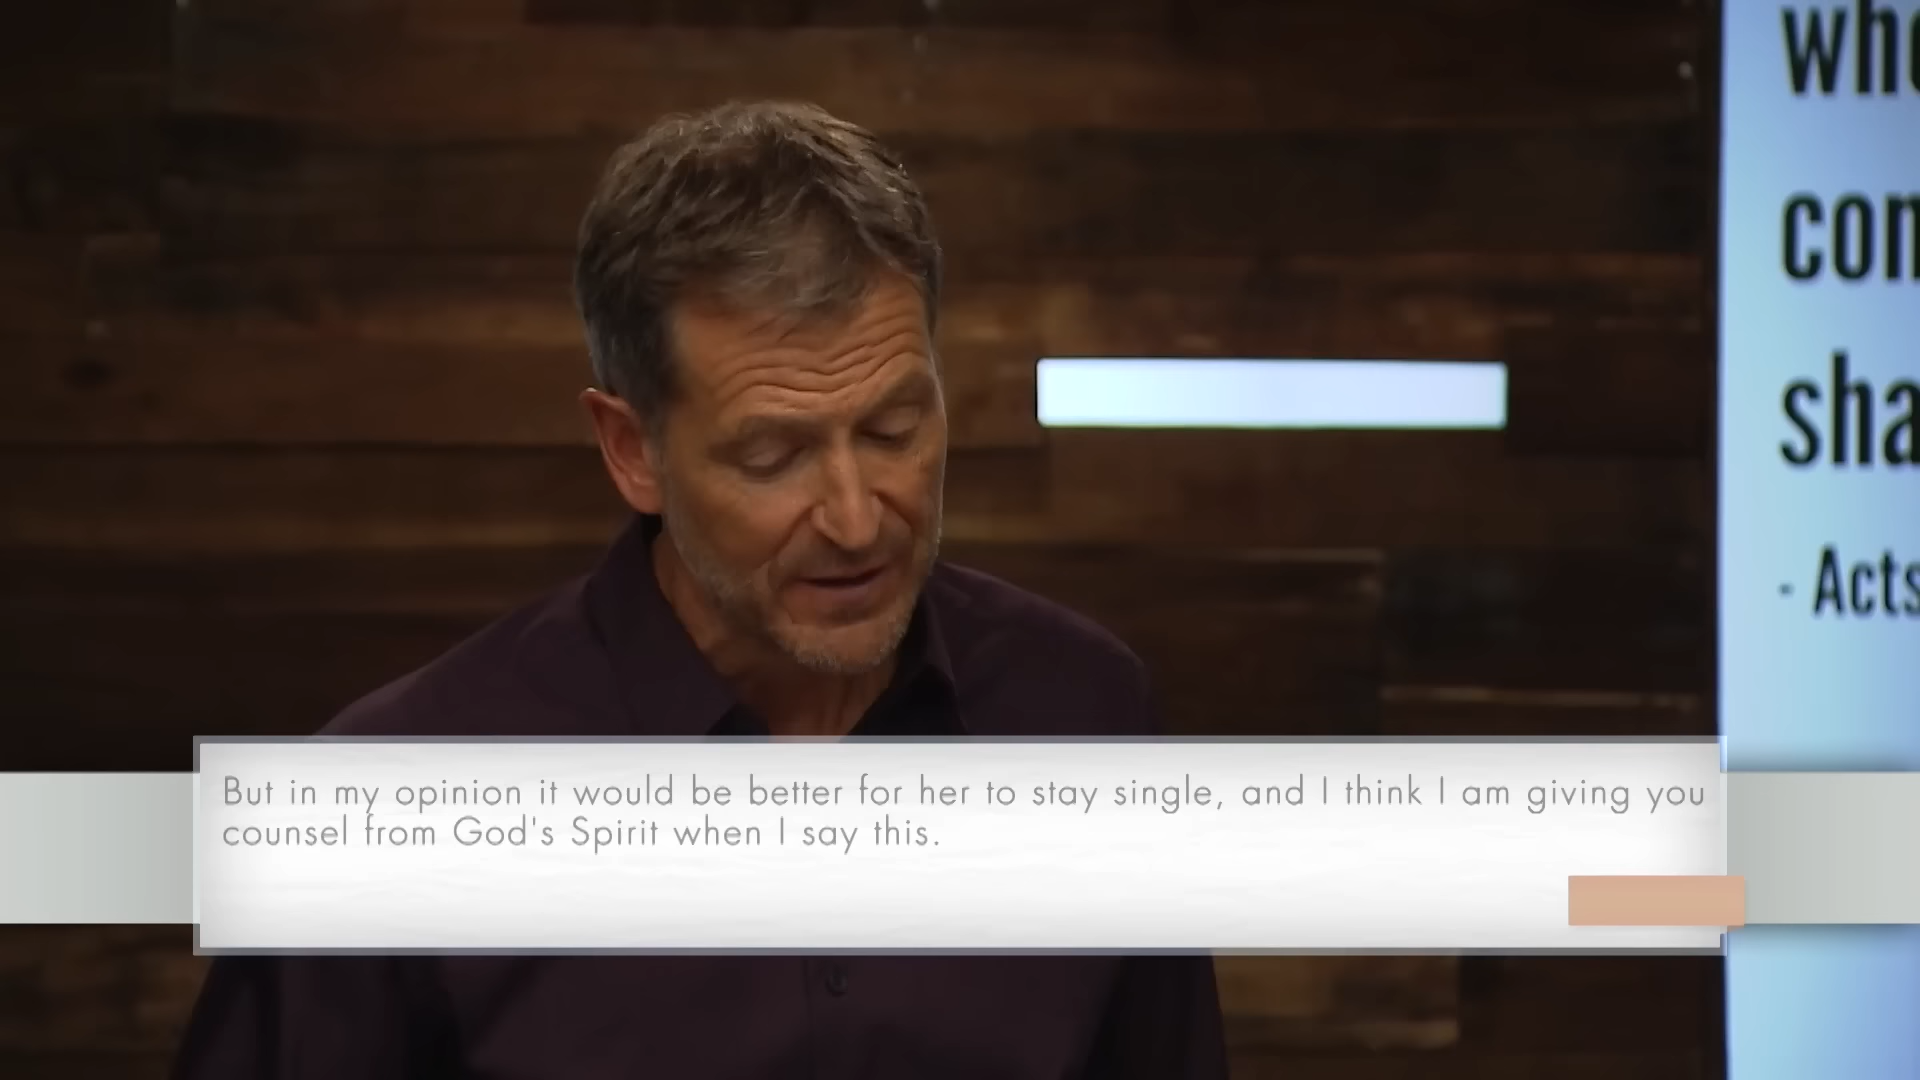 But in my opinion it would be better for her to stay single, and I think I am giving you
counsel from God's Spirit when I say this.
- Acts